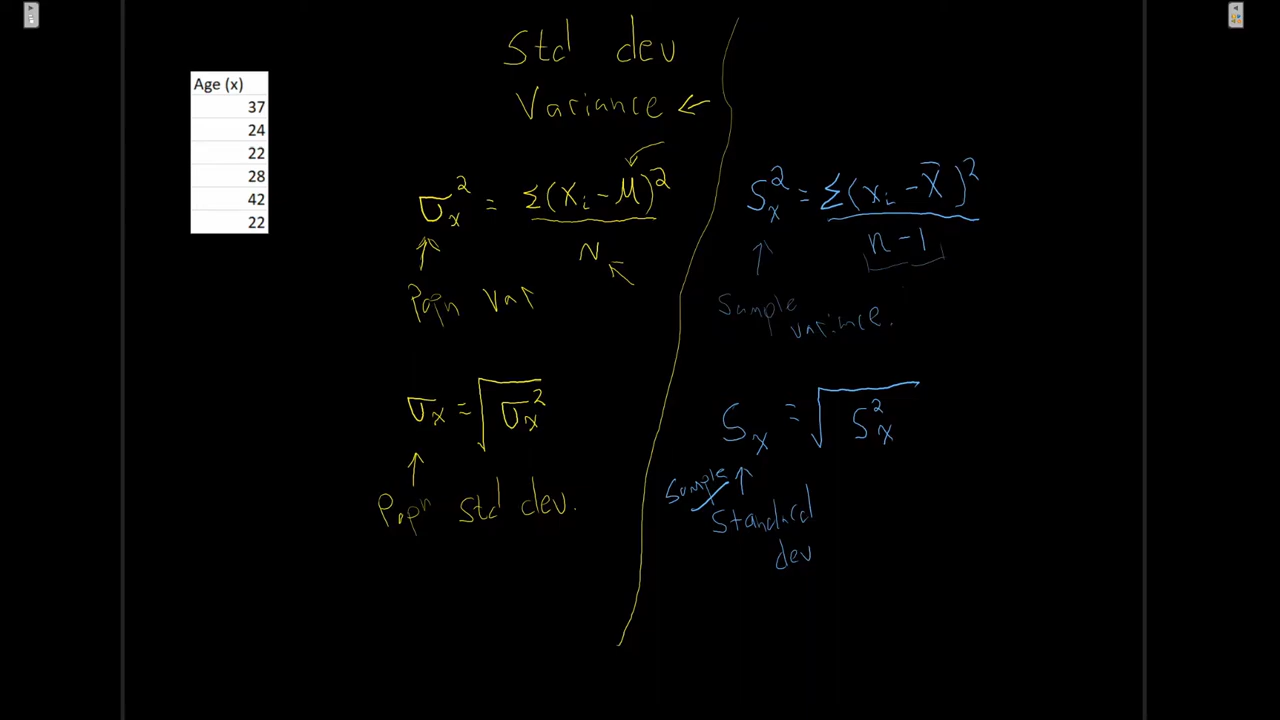 Std dev
Variance ←
Age (x)
37
24
22
28
42
22
σx² = Σ(xi − μ)² / N
Popn Var
σx = √σx²
Popn Std dev.
Sx² = Σ(xi − x̄)² / n − 1
Sample
variance.
Sx = √Sx²
Sample
Standard
dev